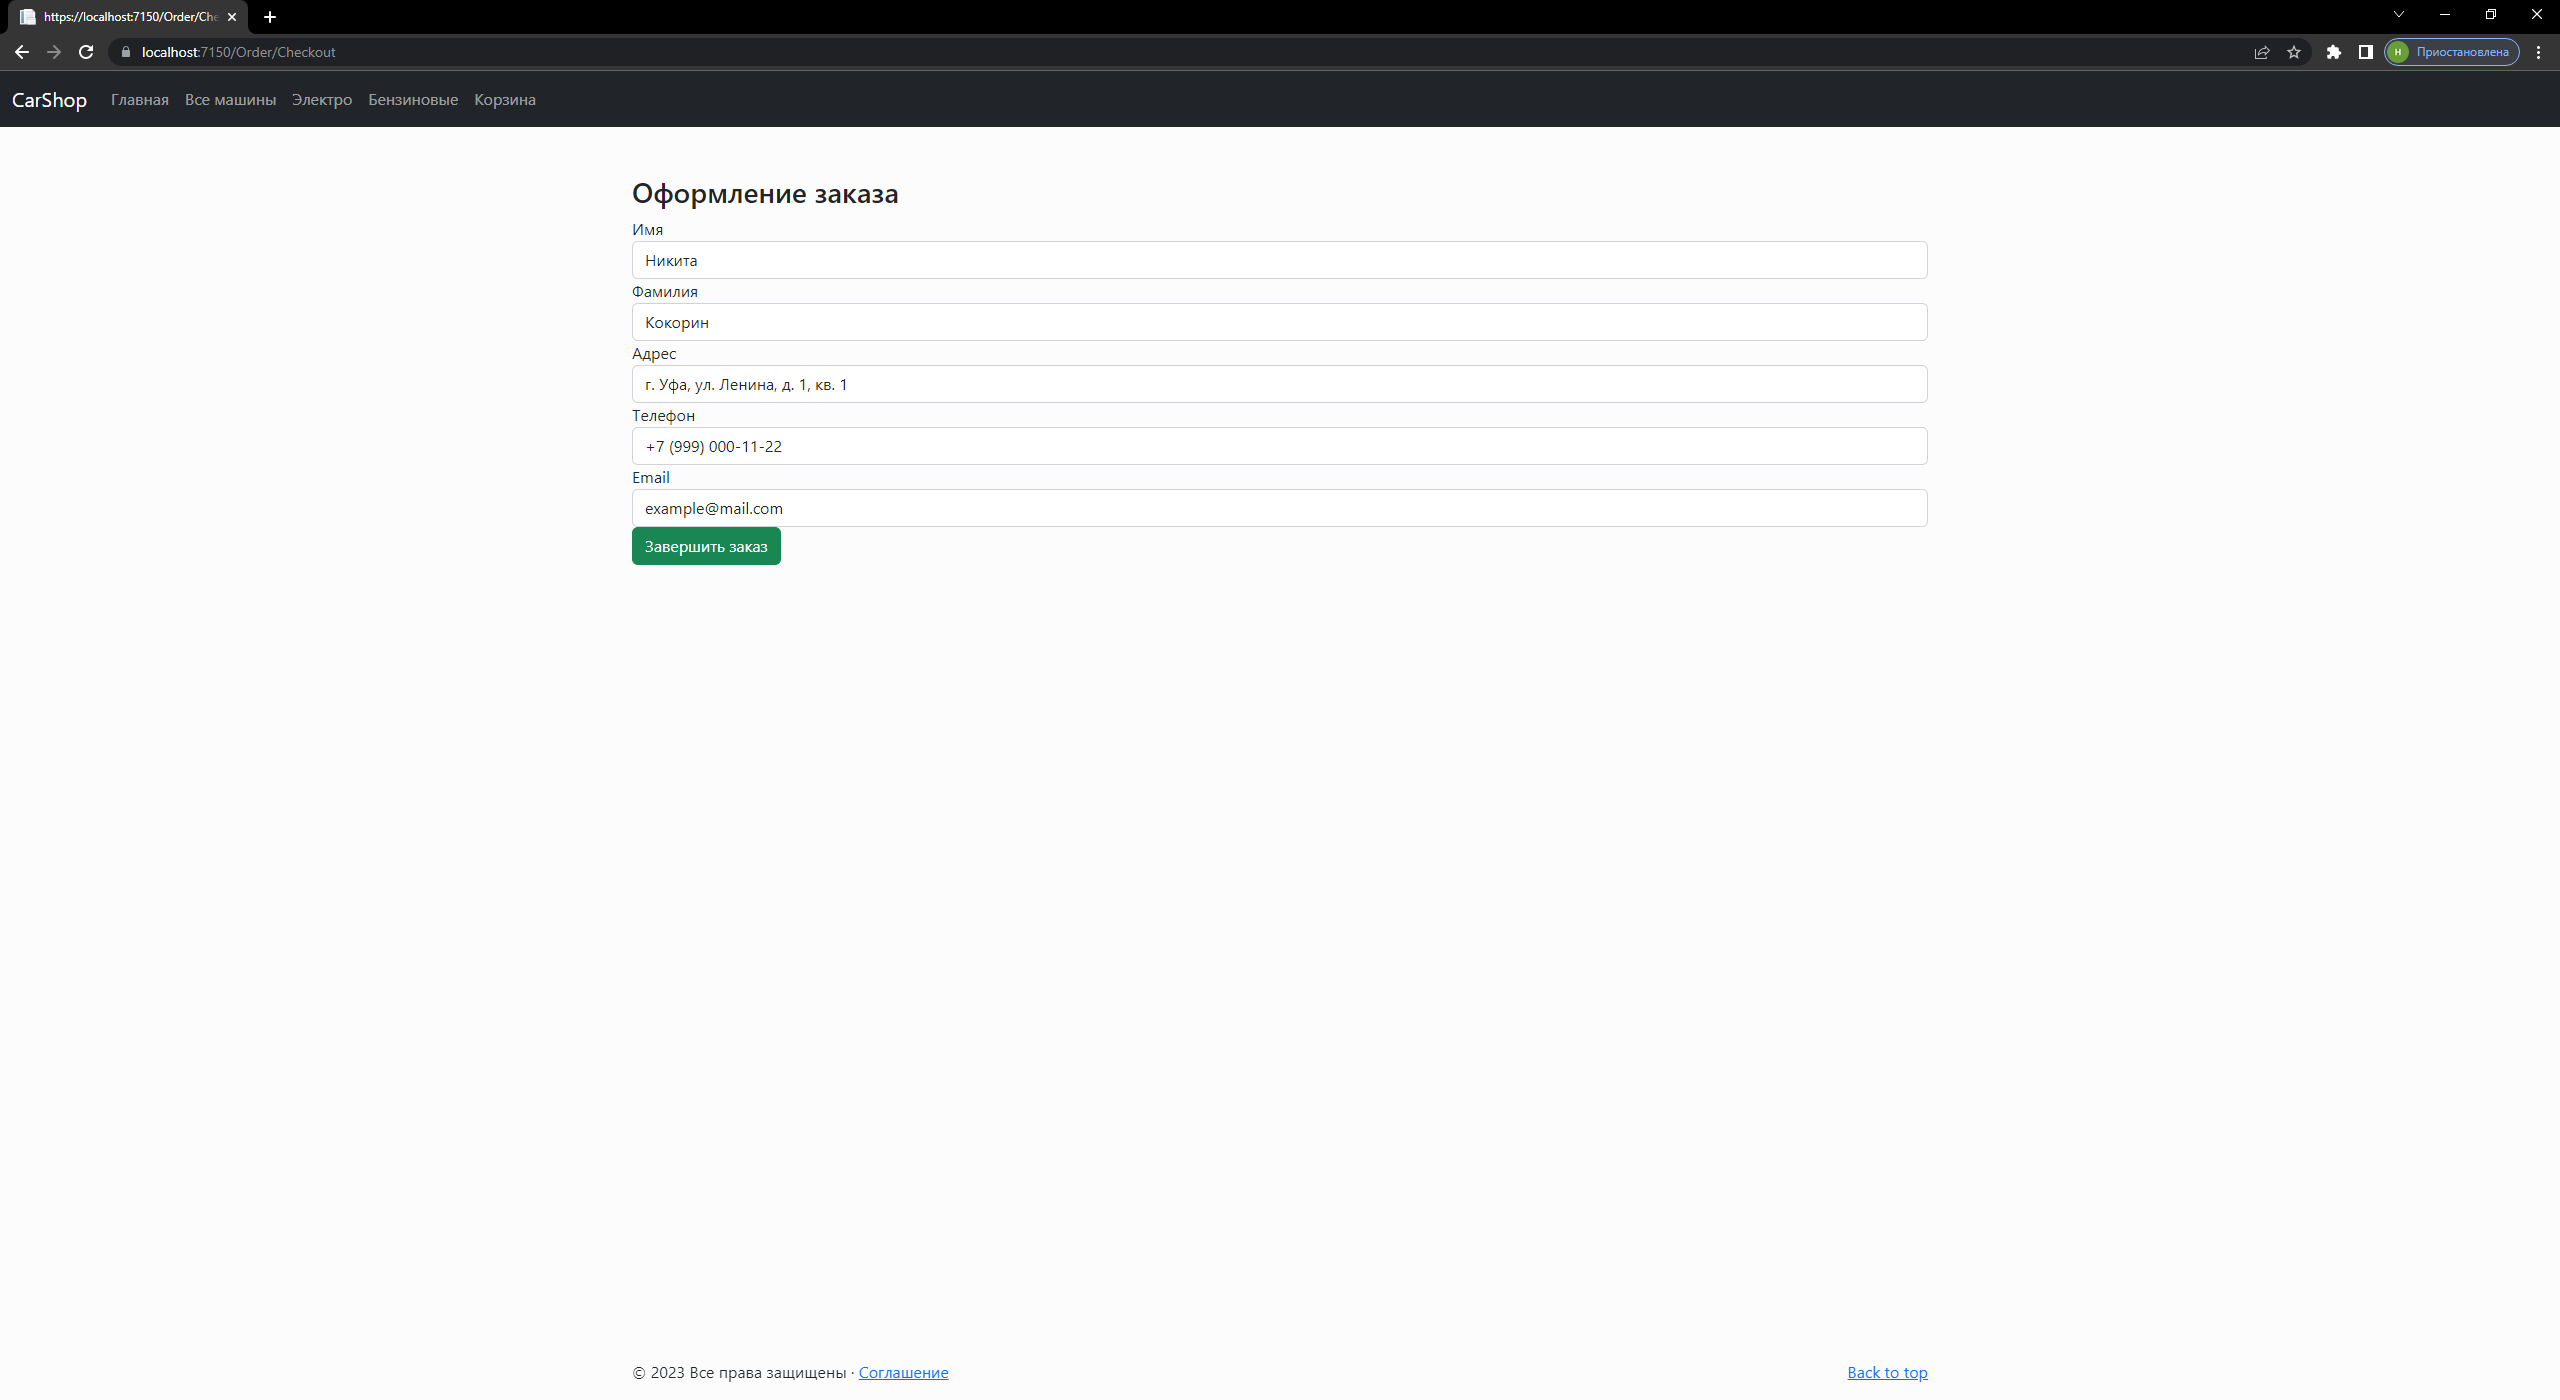 https://localhost:7150/Order/Che
localhost:7150/Order/Checkout
Н Приостановлена
CarShop Главная Все машины Электро Бензиновые Корзина
Оформление заказа
Имя
Никита
Фамилия
Кокорин
Адрес
г. Уфа, ул. Ленина, д. 1, кв. 1
Телефон
+7 (999) 000-11-22
Email
example@mail.com
Завершить заказ
© 2023 Все права защищены · Соглашение
Back to top